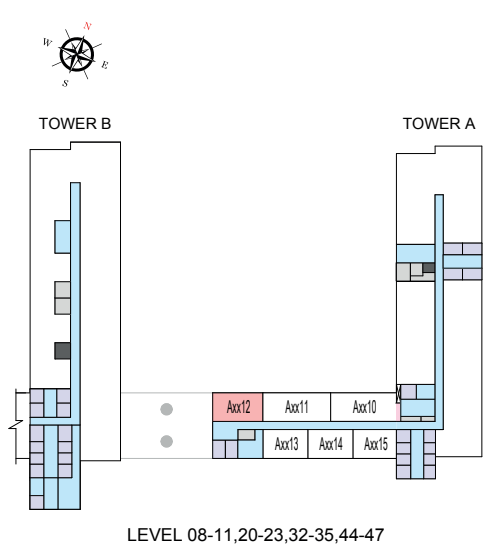 N
W
E
S
TOWER B
TOWER A
Axx12 Axx11 Axx10
Axx13 Axx14 Axx15
LEVEL 08-11,20-23,32-35,44-47